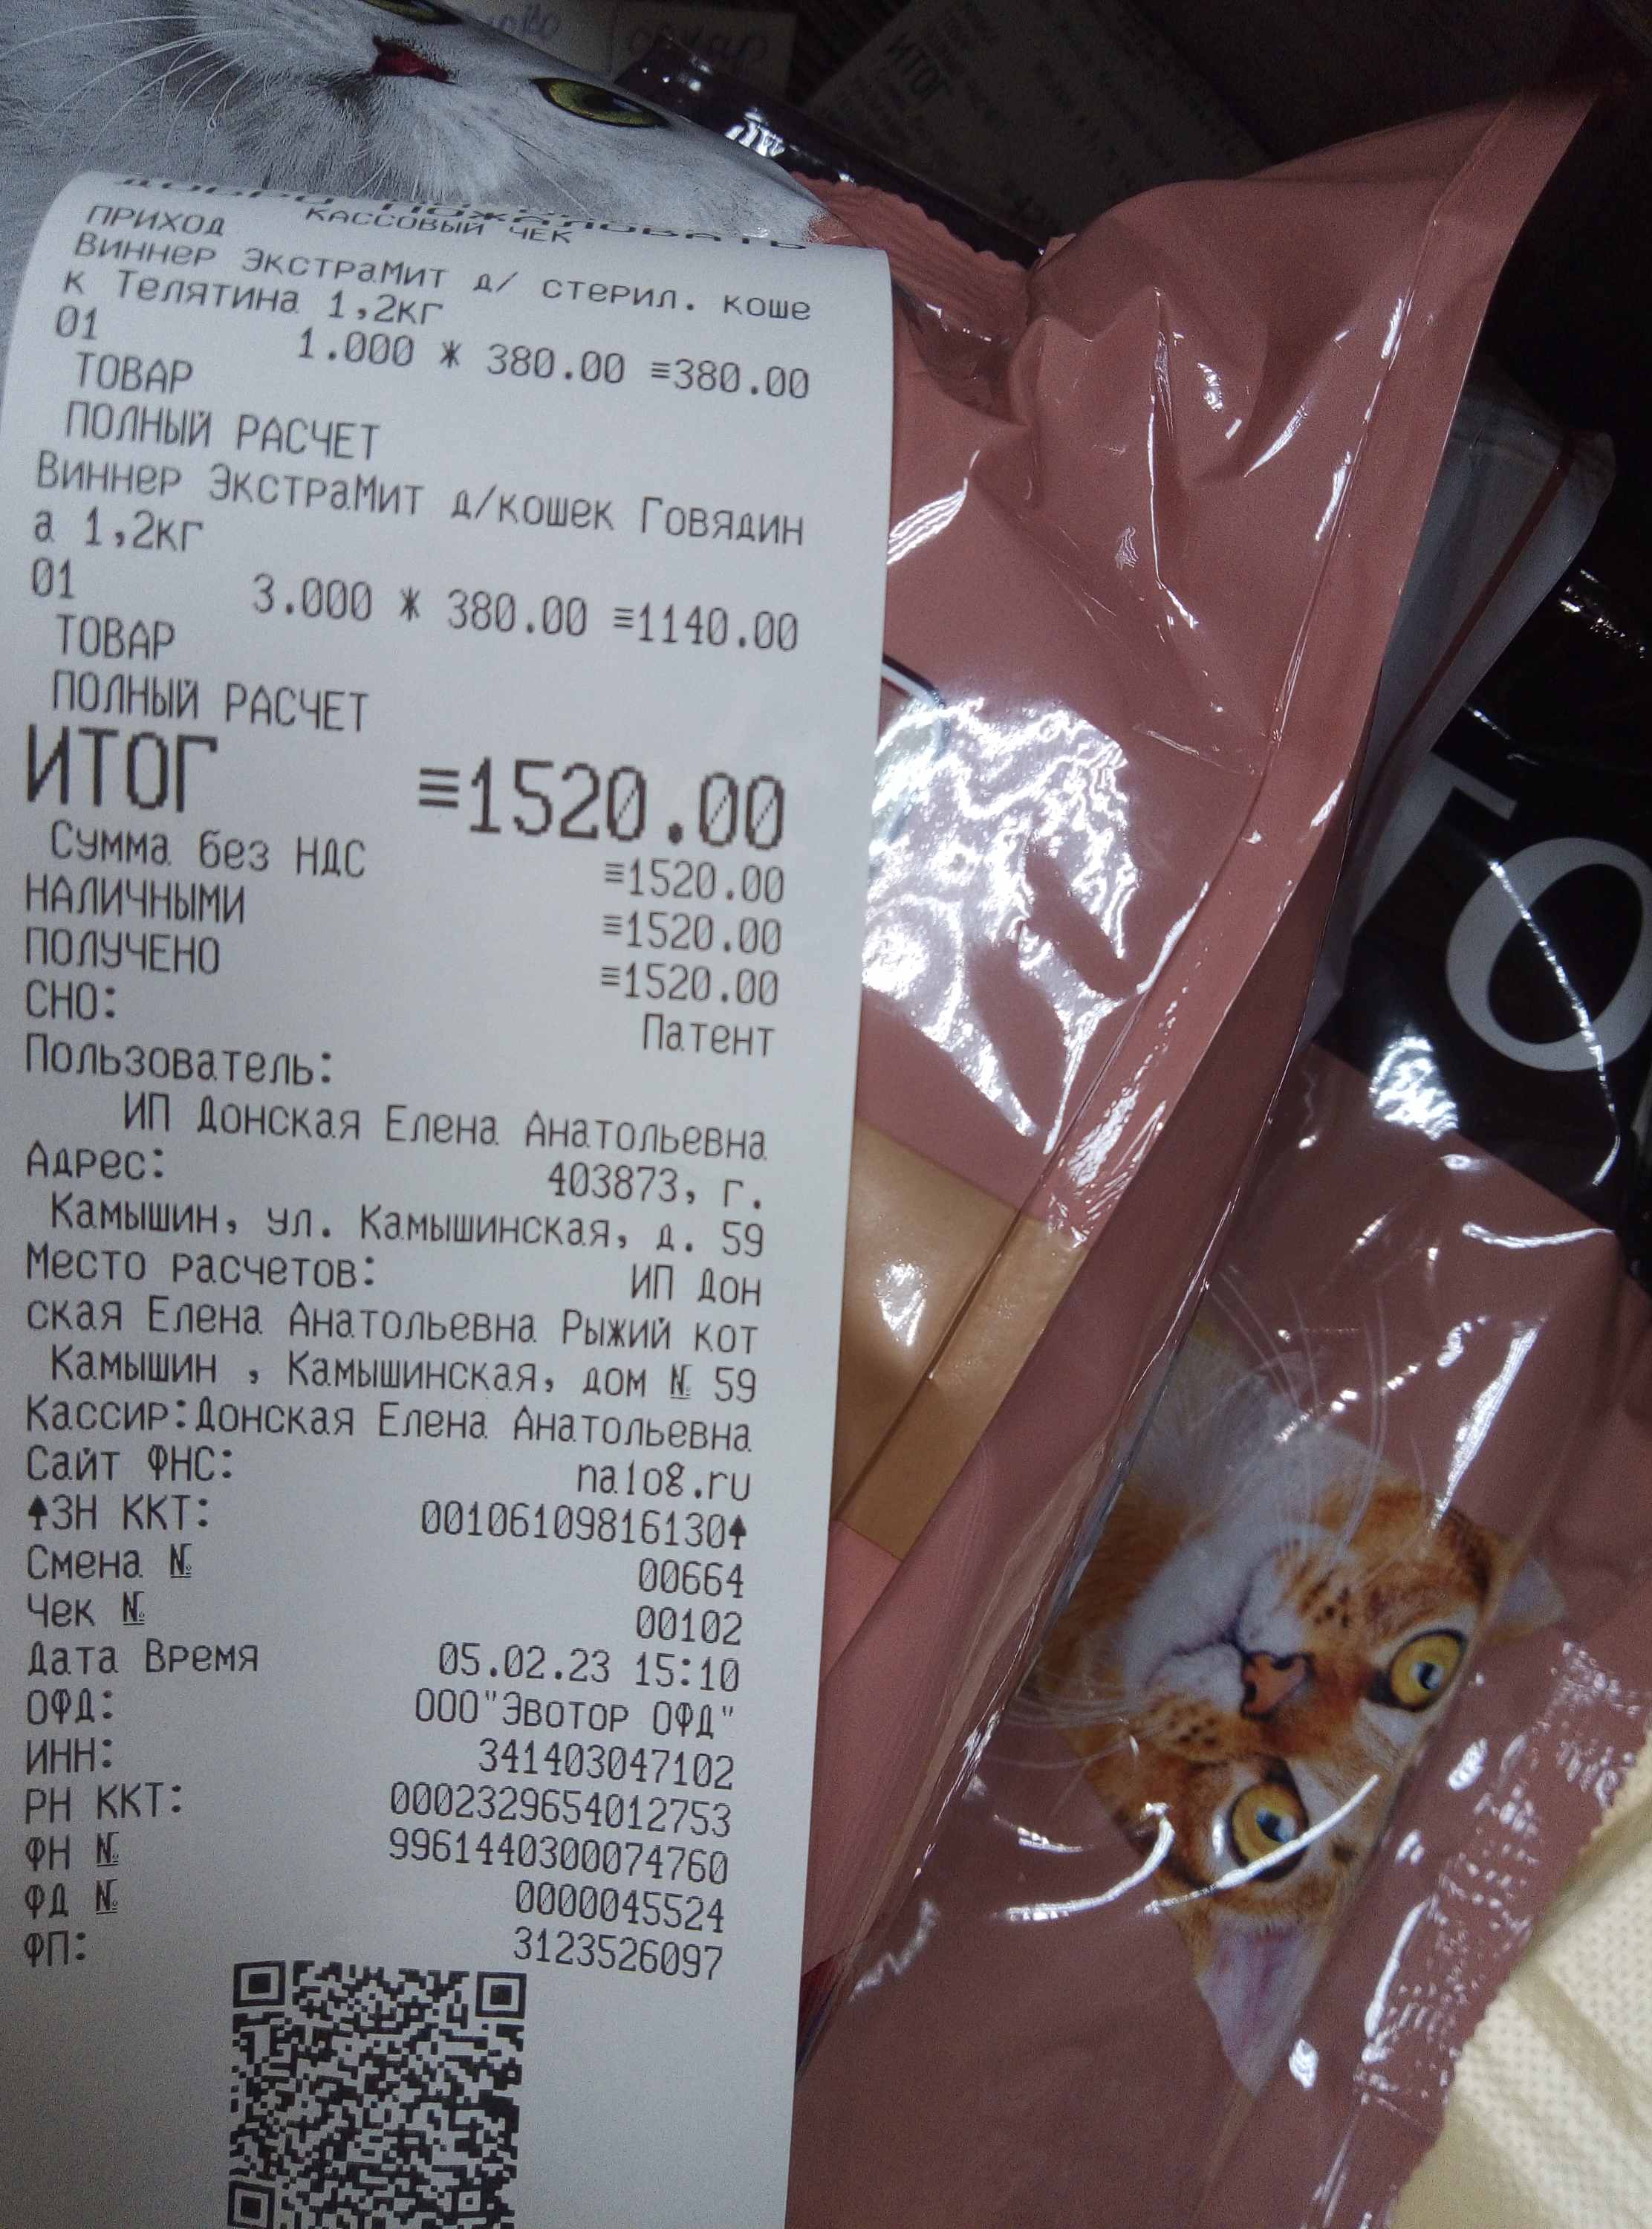 ДОБРО ПОЖАЛОВАТЬ
КАССОВЫЙ ЧЕК
ПРИХОД
Виннер ЭкстраМит д/ стерил. коше
к Телятина 1,2кг
01 1.000 * 380.00 ≡380.00
ТОВАР
ПОЛНЫЙ РАСЧЕТ
Виннер ЭкстраМит д/кошек Говядин
а 1,2кг
01 3.000 * 380.00 ≡1140.00
ТОВАР
ПОЛНЫЙ РАСЧЕТ
ИТОГ ≡1520.00
Сумма без НДС ≡1520.00
НАЛИЧНЫМИ ≡1520.00
ПОЛУЧЕНО ≡1520.00
СНО: Патент
Пользователь:
ИП Донская Елена Анатольевна
Адрес: 403873, г.
Камышин, ул. Камышинская, д. 59
Место расчетов: ИП Дон
ская Елена Анатольевна Рыжий кот
Камышин , Камышинская, дом № 59
Кассир:Донская Елена Анатольевна
Сайт ФНС: nalog.ru
ЗН ККТ: 00106109816130
Смена № 00664
Чек № 00102
Дата Время 05.02.23 15:10
ОФД: ООО"Эвотор ОФД"
ИНН: 341403047102
РН ККТ: 0002329654012753
ФН № 9961440300074760
ФД № 0000045524
ФП: 3123526097
ИТОГ
ТО